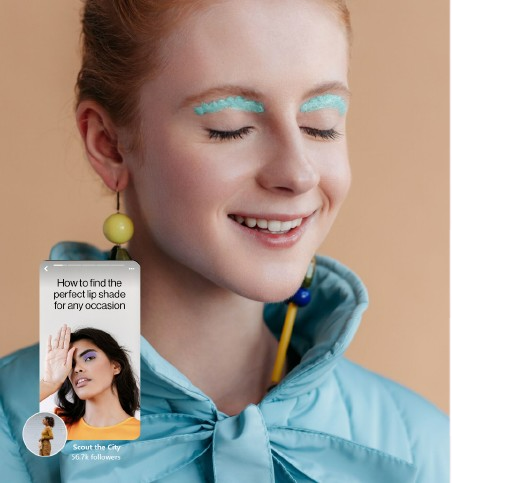 How to find the
perfect lip shade
for any occasion
Scout the City
56.7k followers